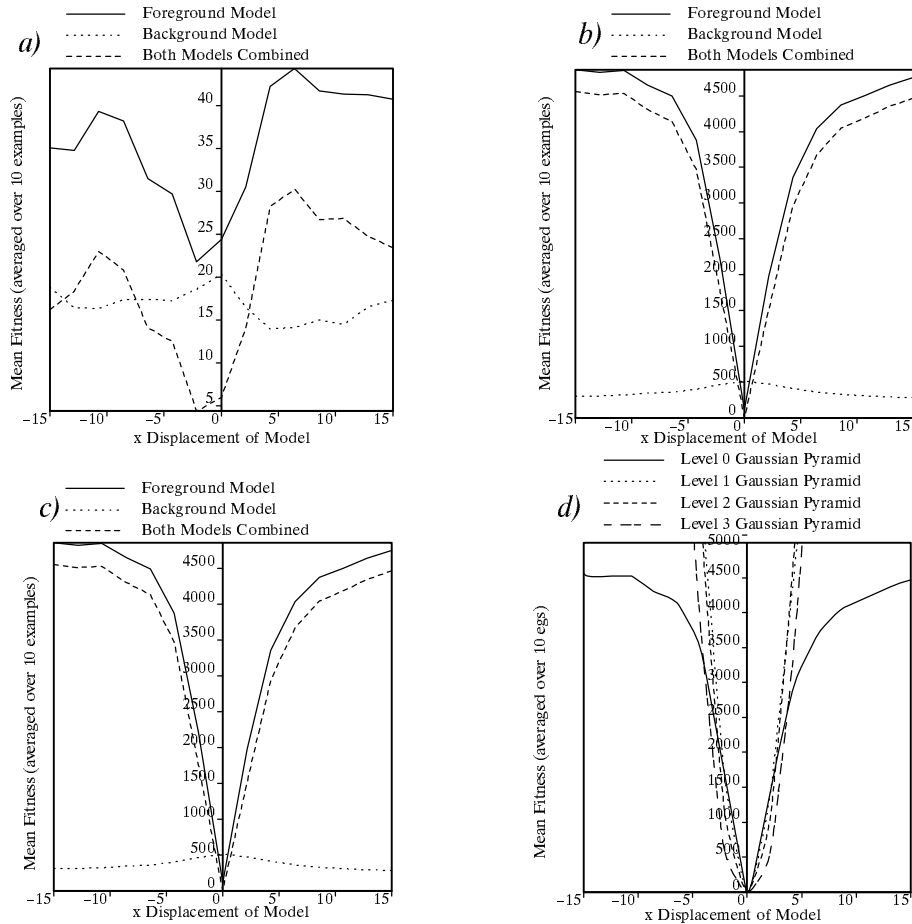 a)
Foreground Model
Background Model
Both Models Combined
Mean Fitness (averaged over 10 examples)
40
35
30
25
20
15
10
5
−15
−10
−5
0
5
10
15
x Displacement of Model
b)
Foreground Model
Background Model
Both Models Combined
Mean Fitness (averaged over 10 examples)
4500
4000
3500
3000
2500
2000
1500
1000
500
0
−15
−10
−5
0
5
10
15
x Displacement of Model
c)
Foreground Model
Background Model
Both Models Combined
Mean Fitness (averaged over 10 examples)
4500
4000
3500
3000
2500
2000
1500
1000
500
0
−15
−10
−5
0
5
10
15
x Displacement of Model
d)
Level 0 Gaussian Pyramid
Level 1 Gaussian Pyramid
Level 2 Gaussian Pyramid
Level 3 Gaussian Pyramid
Mean Fitness (averaged over 10 egs)
5000
4500
4000
3500
3000
2500
2000
1500
1000
500
0
−15
−10
−5
0
5
10
15
x Displacement of Model